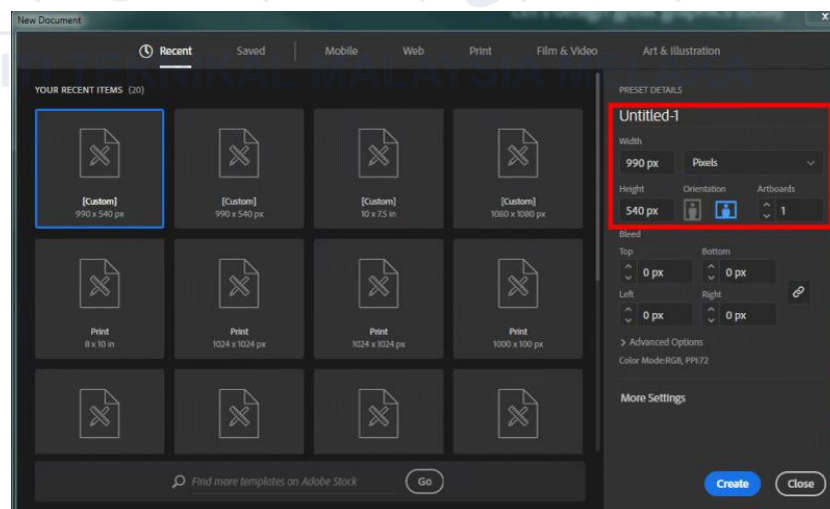 New Document
x
Recent Saved Mobile Web Print Film & Video Art & Illustration
YOUR RECENT ITEMS (20)
[Custom]
990 x 540 px
[Custom]
990 x 540 px
[Custom]
10 x 7.5 in
[Custom]
1080 x 1080 px
Print
8 x 10 in
Print
1024 x 1024 px
Print
1024 x 1024 px
Print
1000 x 100 px
Find more templates on Adobe Stock
Go
PRESET DETAILS
Untitled-1
Width
990 px Pixels
Height Orientation Artboards
540 px 1
Bleed
Top Bottom
0 px 0 px
Left Right
0 px 0 px
> Advanced Options
Color Mode:RGB, PPI:72
More Settings
Create Close
TEKNIKAL MALAYSIA MELAKA